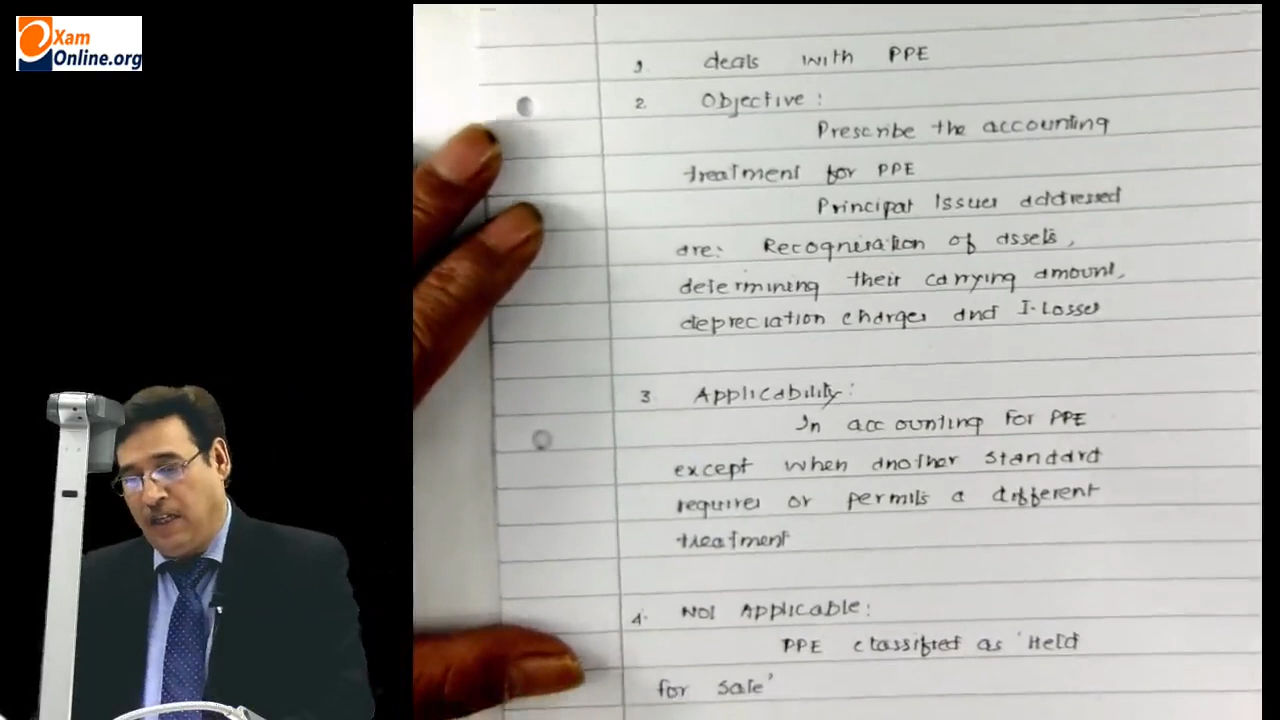 Xam
Online.org
1. deals with PPE
2. Objective:
Prescribe the accounting
treatment for PPE
Principal Issues addressed
are: Recognisation of assets,
determining their carrying amount,
depreciation charges and I.Losses
3 Applicability:
In accounting for PPE
except when another standard
requires or permits a different
treatment
4. Not Applicable:
PPE classified as 'Held
for sale'